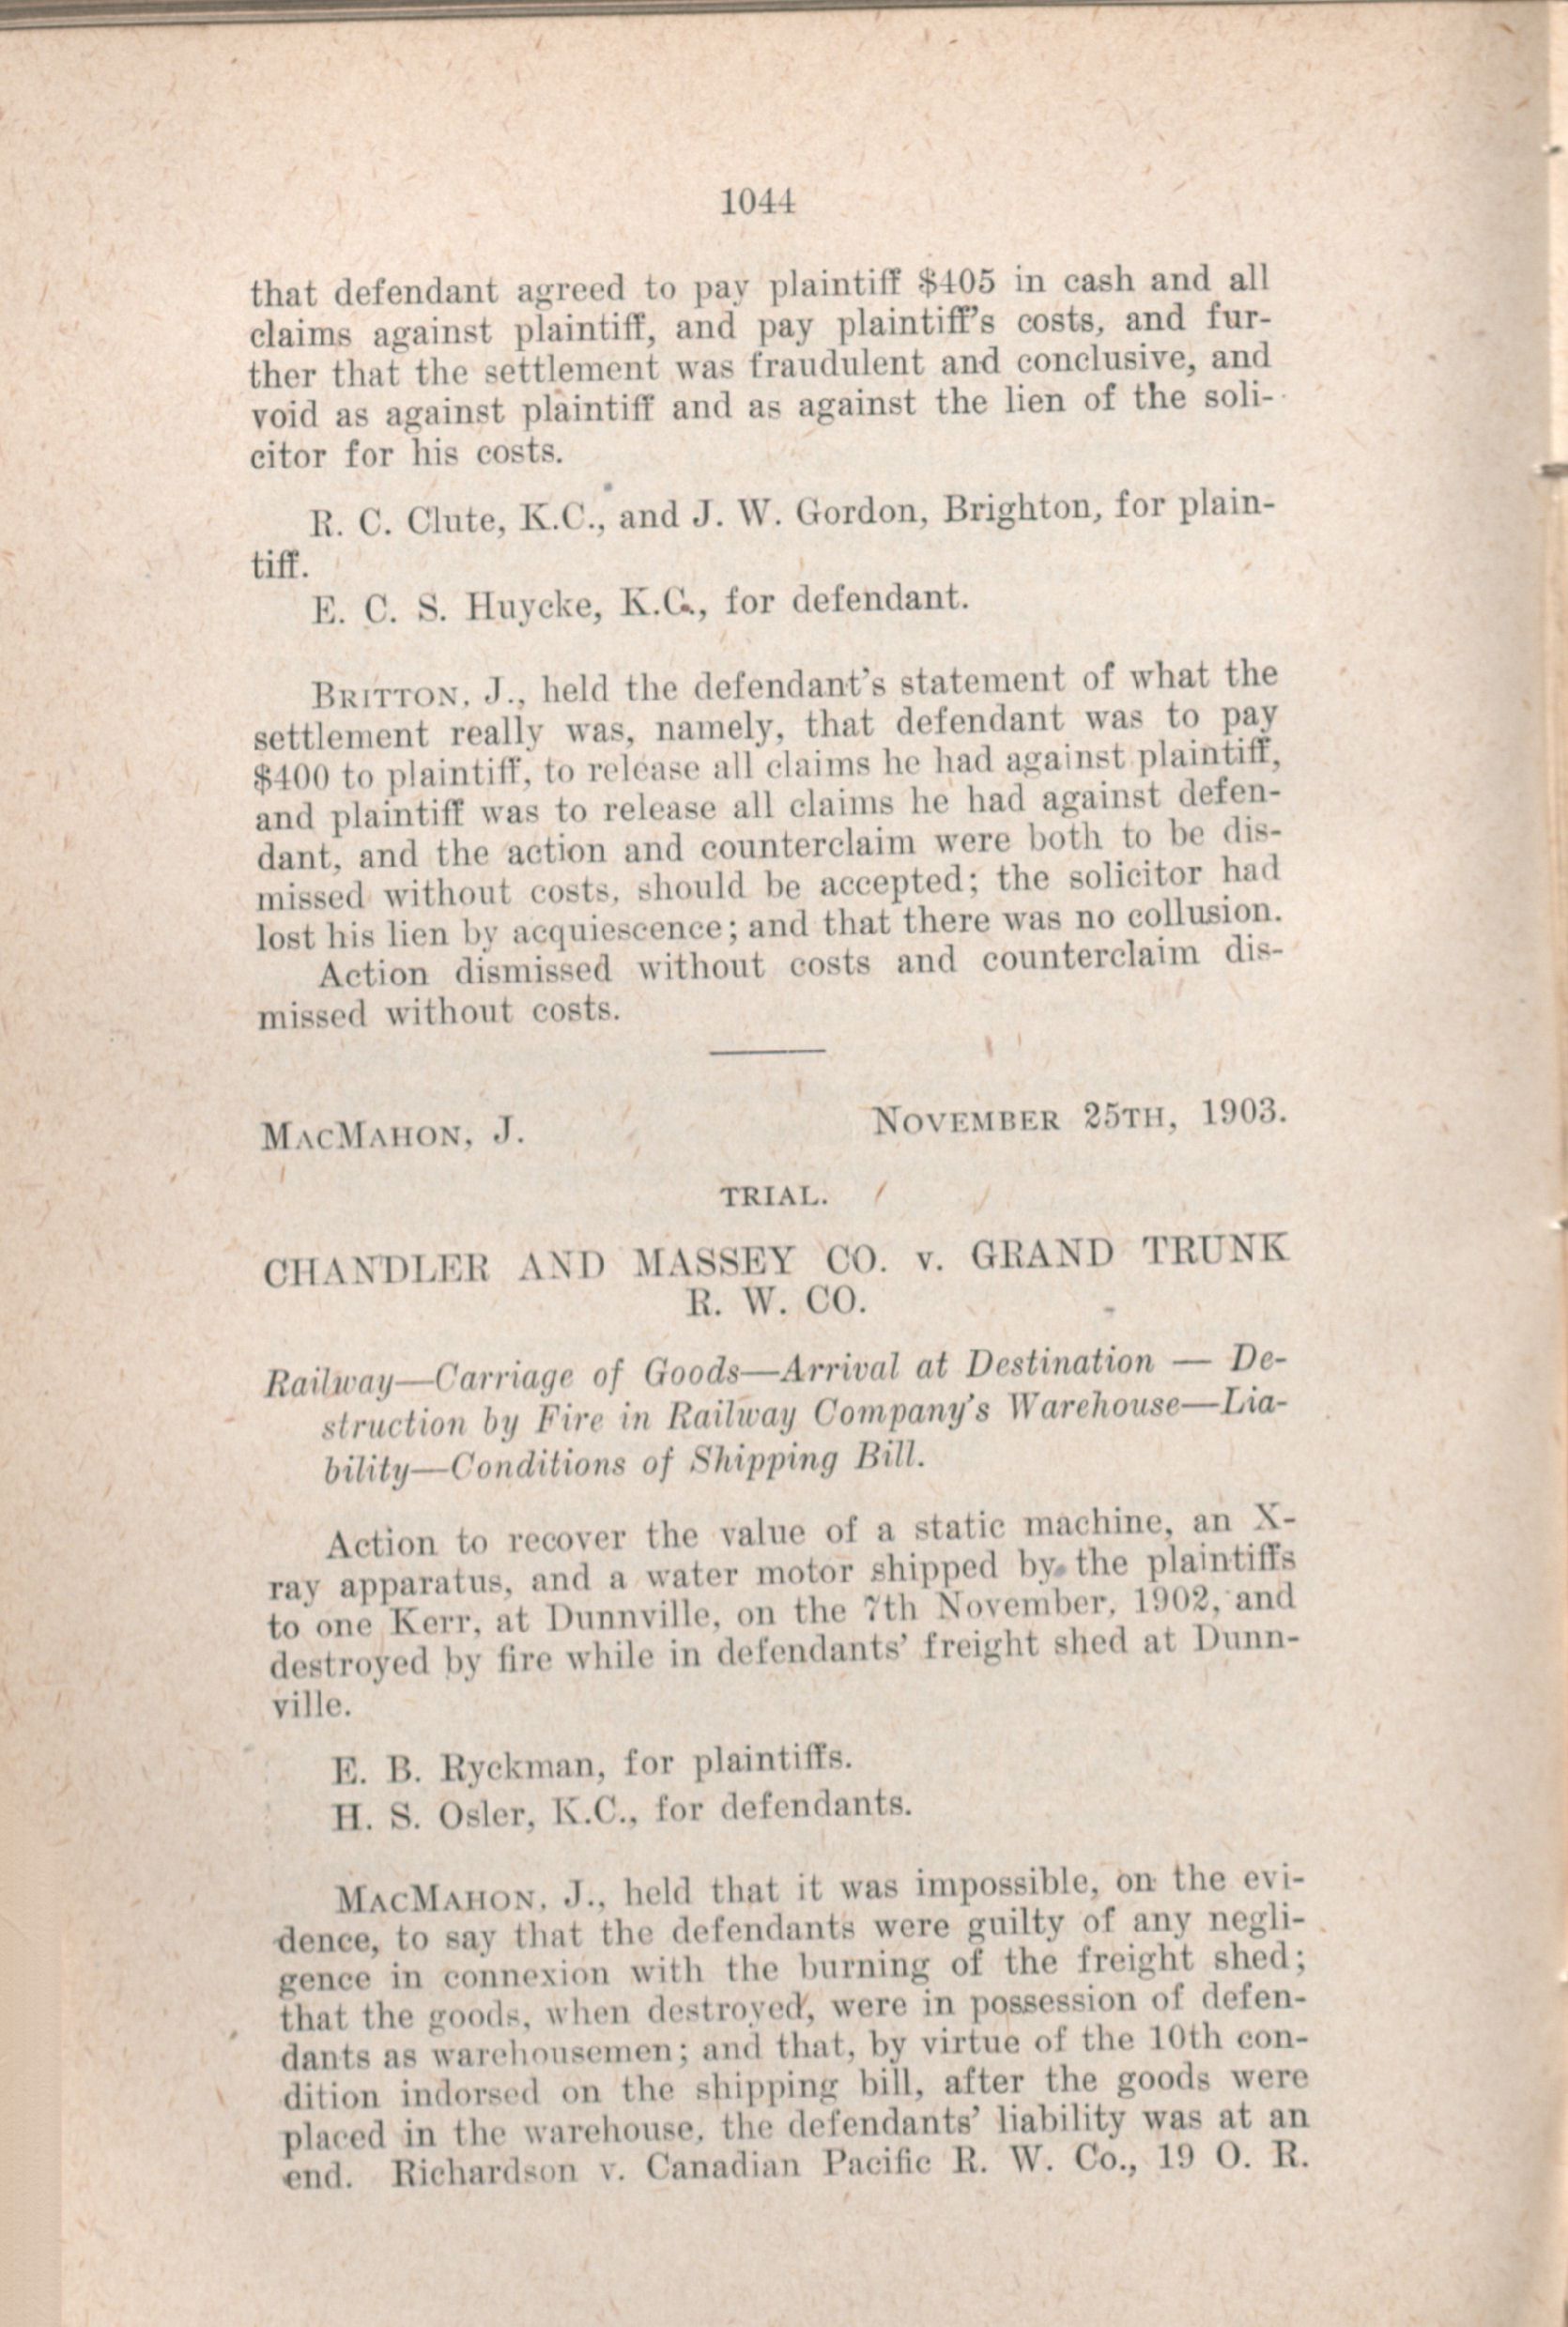 1044
that defendant agreed to pay plaintiff $405 in cash and all
claims against plaintiff, and pay plaintiff's costs, and fur-
ther that the settlement was fraudulent and conclusive, and
void as against plaintiff and as against the lien of the soli-
citor for his costs.
R. C. Clute, K.C., and J. W. Gordon, Brighton, for plain-
tiff.
E. C. S. Huycke, K.C., for defendant.
BRITTON, J., held the defendant's statement of what the
settlement really was, namely, that defendant was to pay
$400 to plaintiff, to release all claims he had against plaintiff,
and plaintiff was to release all claims he had against defen-
dant, and the action and counterclaim were both to be dis-
missed without costs, should be accepted; the solicitor had
lost his lien by acquiescence; and that there was no collusion.
Action dismissed without costs and counterclaim dis-
missed without costs.
MACMAHON, J. NOVEMBER 25TH, 1903.
TRIAL.
CHANDLER AND MASSEY CO. v. GRAND TRUNK
R. W. CO.
Railway—Carriage of Goods—Arrival at Destination — De-
struction by Fire in Railway Company's Warehouse—Lia-
bility—Conditions of Shipping Bill.
Action to recover the value of a static machine, an X-
ray apparatus, and a water motor shipped by the plaintiffs
to one Kerr, at Dunnville, on the 7th November, 1902, and
destroyed by fire while in defendants' freight shed at Dunn-
ville.
E. B. Ryckman, for plaintiffs.
H. S. Osler, K.C., for defendants.
MACMAHON, J., held that it was impossible, on the evi-
dence, to say that the defendants were guilty of any negli-
gence in connexion with the burning of the freight shed;
that the goods, when destroyed, were in possession of defen-
dants as warehousemen; and that, by virtue of the 10th con-
dition indorsed on the shipping bill, after the goods were
placed in the warehouse, the defendants' liability was at an
end. Richardson v. Canadian Pacific R. W. Co., 19 O. R.